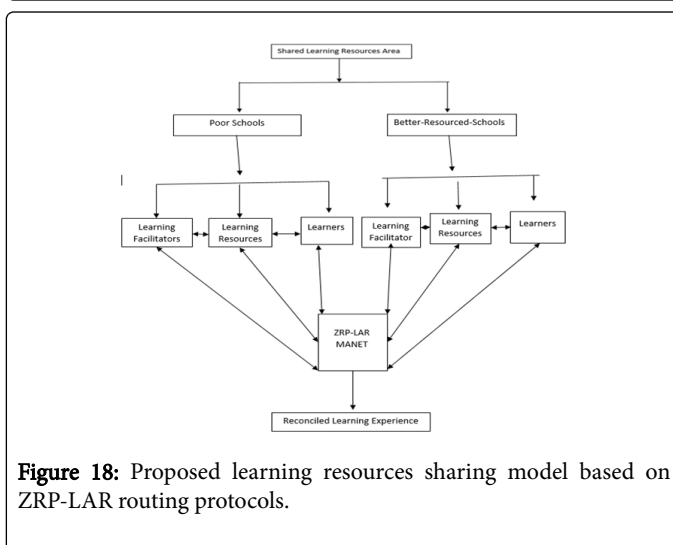 Shared Learning Resources Area
Poor Schools
Better-Resourced-Schools
Learning
Facilitators
Learning
Resources
Learners
Learning
Facilitator
Learning
Resources
Learners
ZRP-LAR
MANET
Reconciled Learning Experience
Figure 18: Proposed learning resources sharing model based on
ZRP-LAR routing protocols.